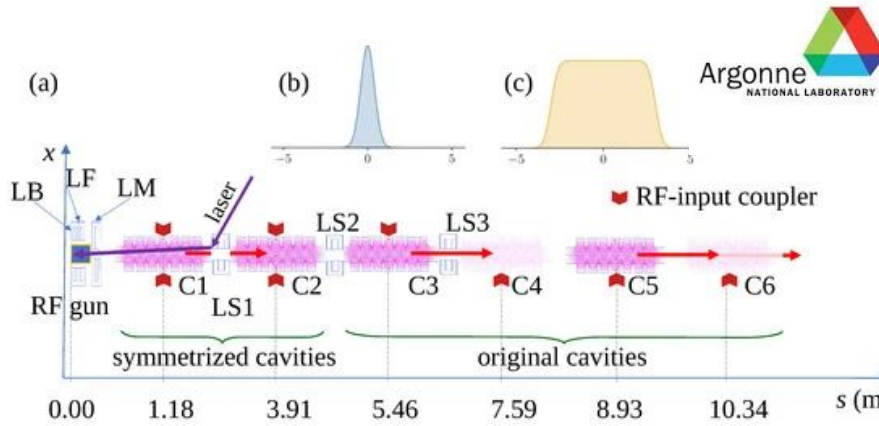 (a)
(b)
(c)
Argonne
NATIONAL LABORATORY
−5 0 5
−5 0 5
x
LB LF LM
laser
RF-input coupler
LS2 LS3
C1 C2 C3 C4 C5 C6
RF gun
LS1
symmetrized cavities original cavities
0.00 1.18 3.91 5.46 7.59 8.93 10.34
s (m